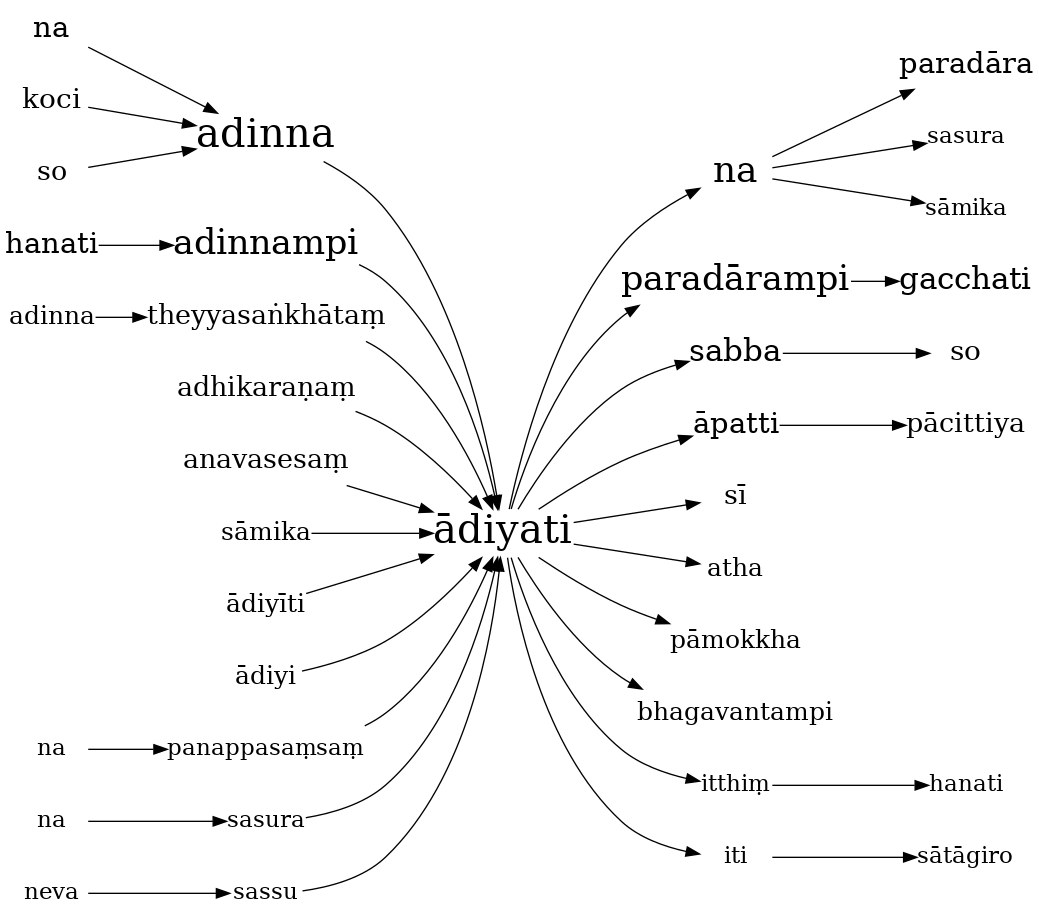 na
koci
so
adinna
hanati
adinnampi
adinna
theyyasaṅkhātaṃ
adhikaraṇaṃ
anavasesaṃ
sāmika
ādiyīti
ādiyi
na
panappasaṃsaṃ
na
sasura
neva
sassu
ādiyati
na
paradāra
sasura
sāmika
paradārampi
gacchati
sabba
so
āpatti
pācittiya
sī
atha
pāmokkha
bhagavantampi
itthiṃ
hanati
iti
sātāgiro